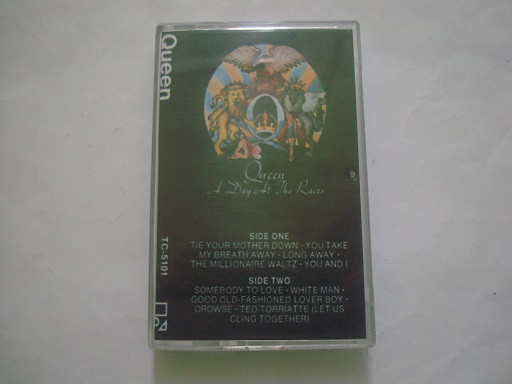 Queen
TC-5101
Queen
A Day At The Races
SIDE ONE
TIE YOUR MOTHER DOWN · YOU TAKE
MY BREATH AWAY · LONG AWAY ·
THE MILLIONAIRE WALTZ · YOU AND I
SIDE TWO
SOMEBODY TO LOVE · WHITE MAN ·
GOOD OLD-FASHIONED LOVER BOY ·
DROWSE · TEO TORRIATTE (LET US
CLING TOGETHER)